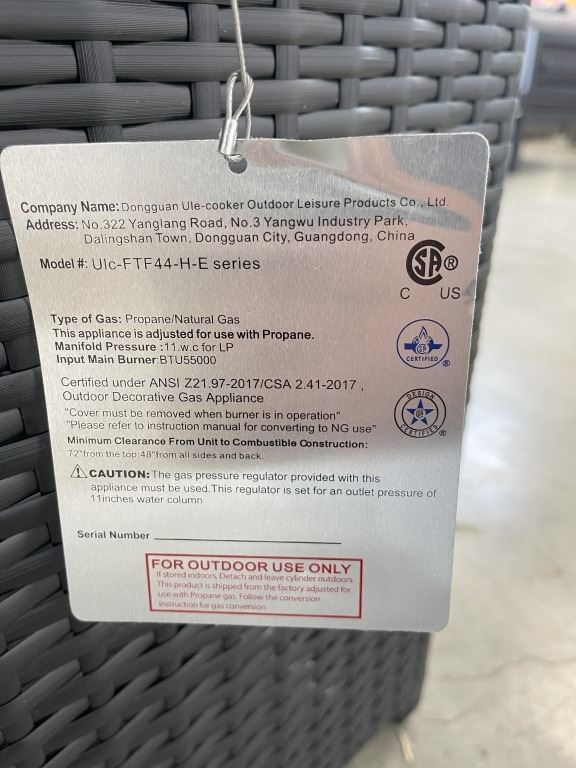 Company Name: Dongguan Ule-cooker Outdoor Leisure Products Co., Ltd.
Address: No.322 Yanglang Road, No.3 Yangwu Industry Park,
Dalingshan Town, Dongguan City, Guangdong, China
Model#: Ulc-FTF44-H-E series
SA ®
C US
Type of Gas: Propane/Natural Gas
This appliance is adjusted for use with Propane.
Manifold Pressure :11.w.c for LP
Input Main Burner:BTU55000
CERTIFIED ®
Certified under ANSI Z21.97-2017/CSA 2.41-2017 ,
Outdoor Decorative Gas Appliance
DESIGN CERTIFIED ®
"Cover must be removed when burner is in operation"
"Please refer to instruction manual for converting to NG use"
Minimum Clearance From Unit to Combustible Construction:
72"from the top.48"from all sides and back.
CAUTION: The gas pressure regulator provided with this
appliance must be used.This regulator is set for an outlet pressure of
11inches water column
Serial Number
FOR OUTDOOR USE ONLY
If stored indoors, Detach and leave cylinder outdoors.
This product is shipped from the factory adjusted for
use with Propane gas. Follow the conversion
instruction for gas conversion.